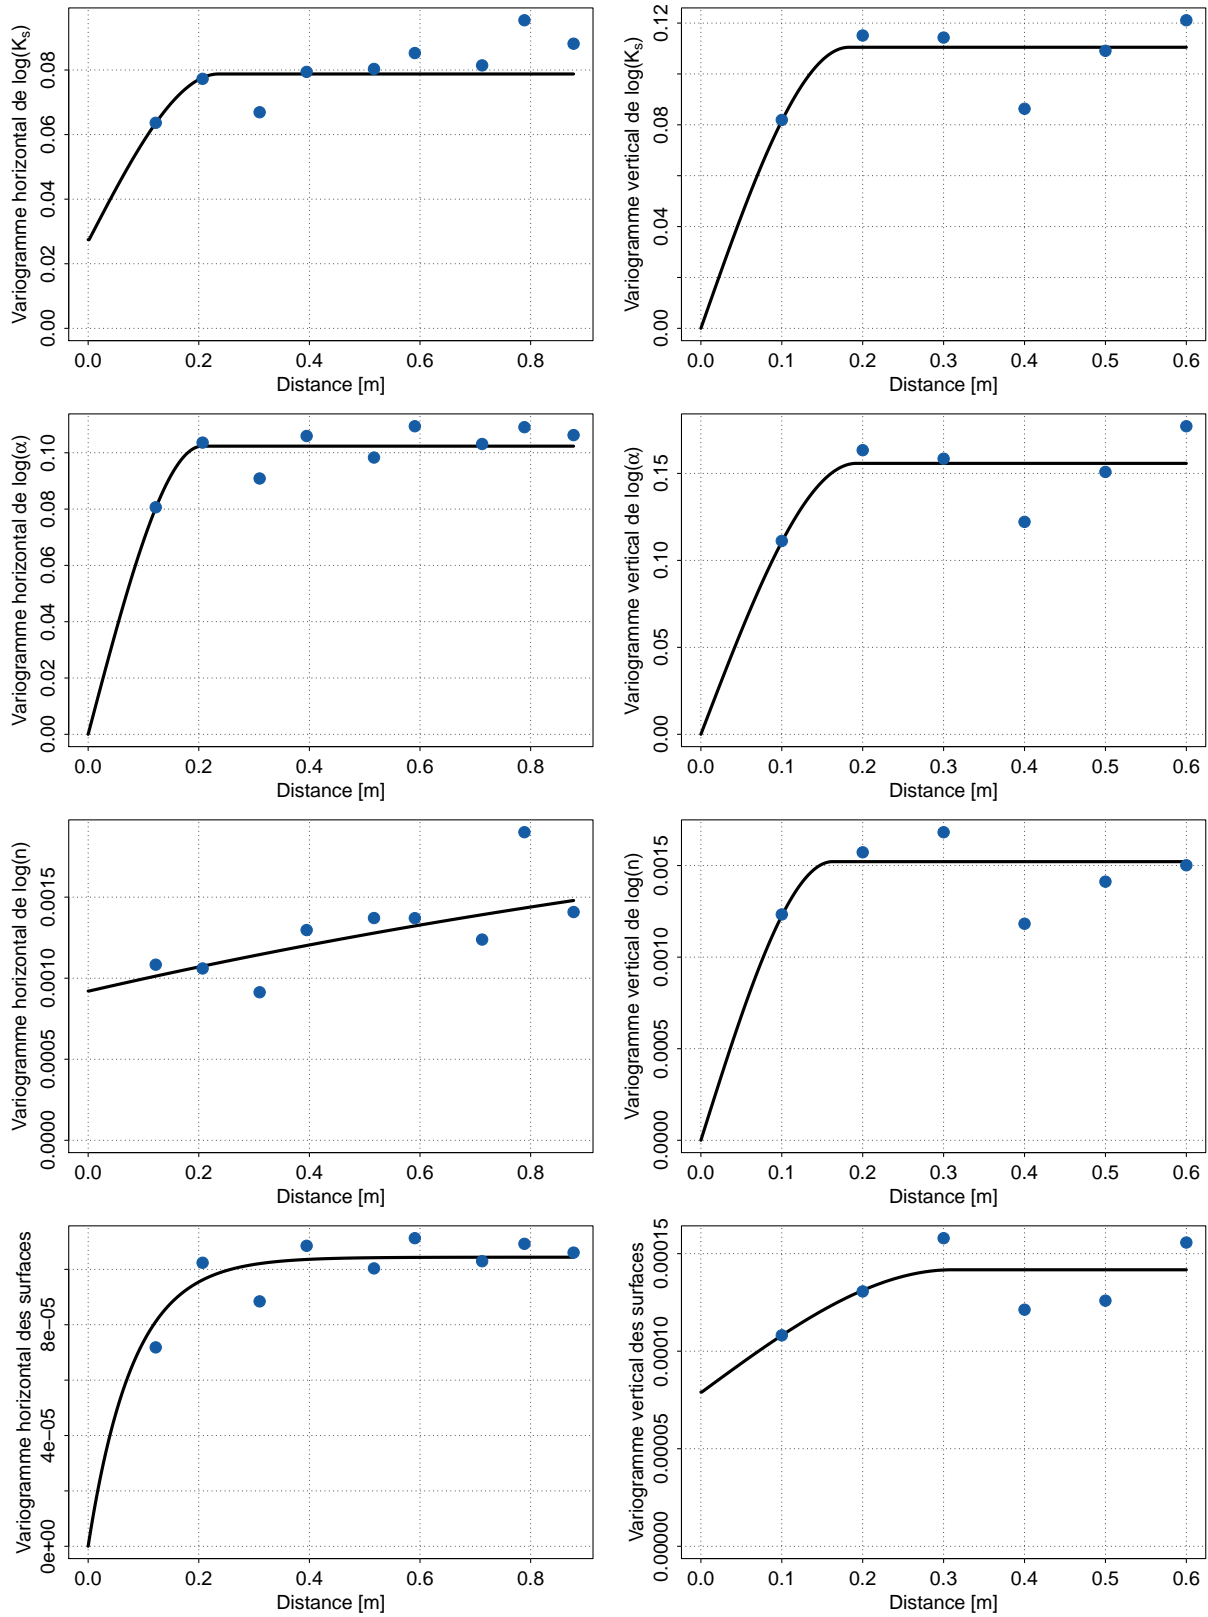 Variogramme horizontal de log(Kₛ)
0.00 0.02 0.04 0.06 0.08
0.0 0.2 0.4 0.6 0.8
Distance [m]
Variogramme vertical de log(Kₛ)
0.00 0.04 0.08 0.12
0.0 0.1 0.2 0.3 0.4 0.5 0.6
Distance [m]
Variogramme horizontal de log(α)
0.00 0.02 0.04 0.06 0.08 0.10
0.0 0.2 0.4 0.6 0.8
Distance [m]
Variogramme vertical de log(α)
0.00 0.05 0.10 0.15
0.0 0.1 0.2 0.3 0.4 0.5 0.6
Distance [m]
Variogramme horizontal de log(n)
0.0000 0.0005 0.0010 0.0015
0.0 0.2 0.4 0.6 0.8
Distance [m]
Variogramme vertical de log(n)
0.0000 0.0005 0.0010 0.0015
0.0 0.1 0.2 0.3 0.4 0.5 0.6
Distance [m]
Variogramme horizontal des surfaces
0e+00 4e−05 8e−05
0.0 0.2 0.4 0.6 0.8
Distance [m]
Variogramme vertical des surfaces
0.00000 0.00005 0.00010 0.00015
0.0 0.1 0.2 0.3 0.4 0.5 0.6
Distance [m]